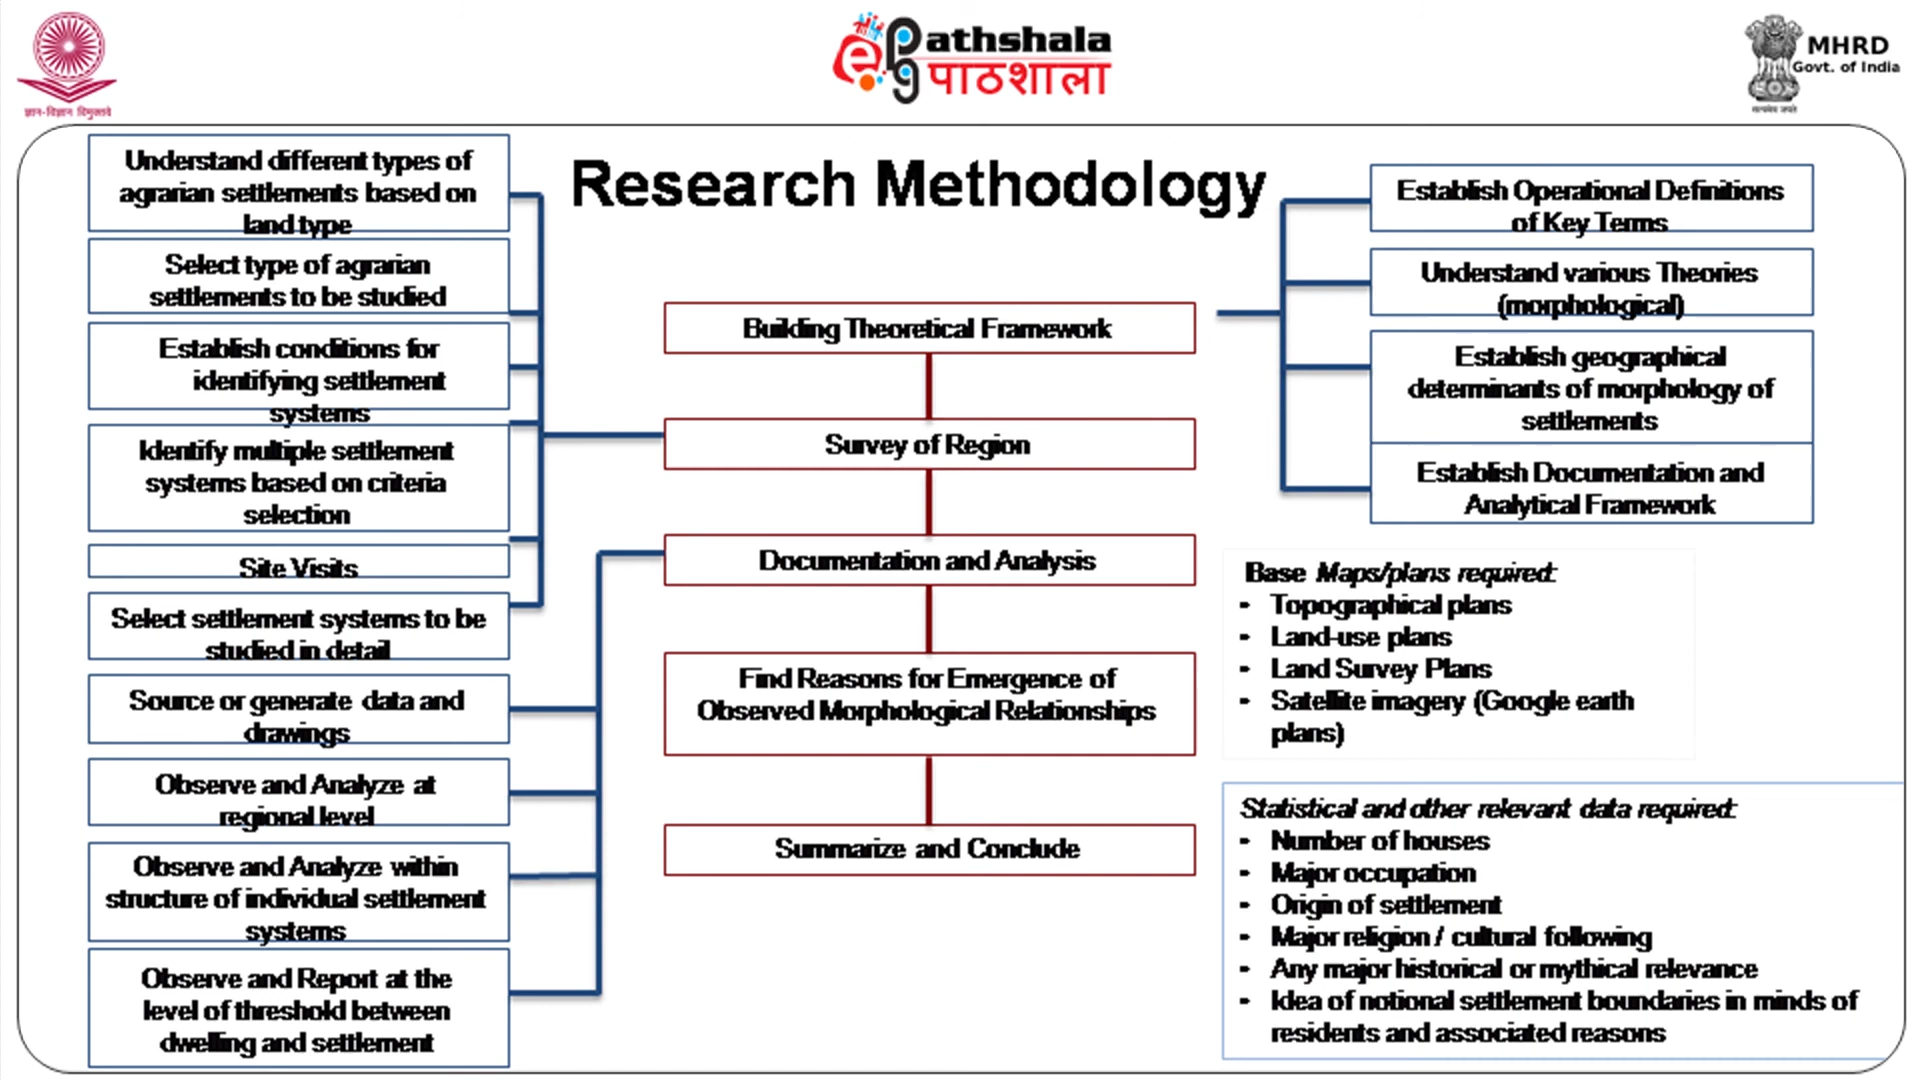 ज्ञान-विज्ञान विमुक्तये
ePG
athshala
पाठशाला
MHRD
Govt. of India
सत्यमेव जयते
Research Methodology
Understand different types of
agrarian settlements based on
land type
Select type of agrarian
settlements to be studied
Establish conditions for
identifying settlement
systems
Identify multiple settlement
systems based on criteria
selection
Site Visits
Select settlement systems to be
studied in detail
Source or generate data and
drawings
Observe and Analyze at
regional level
Observe and Analyze within
structure of individual settlement
systems
Observe and Report at the
level of threshold between
dwelling and settlement
Building Theoretical Framework
Survey of Region
Documentation and Analysis
Find Reasons for Emergence of
Observed Morphological Relationships
Summarize and Conclude
Establish Operational Definitions
of Key Terms
Understand various Theories
(morphological)
Establish geographical
determinants of morphology of
settlements
Establish Documentation and
Analytical Framework
Base Maps/plans required:
- Topographical plans
- Land-use plans
- Land Survey Plans
- Satellite imagery (Google earth
plans)
Statistical and other relevant data required:
- Number of houses
- Major occupation
- Origin of settlement
- Major religion / cultural following
- Any major historical or mythical relevance
- Idea of notional settlement boundaries in minds of
residents and associated reasons